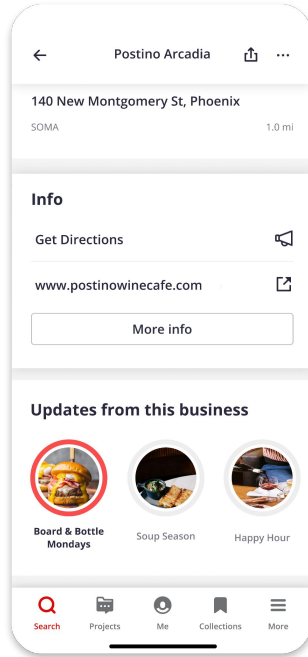 Postino Arcadia
140 New Montgomery St, Phoenix
SOMA 1.0 mi
Info
Get Directions
www.postinowinecafe.com
More info
Updates from this business
Board & Bottle
Mondays
Soup Season
Happy Hour
Search Projects Me Collections More